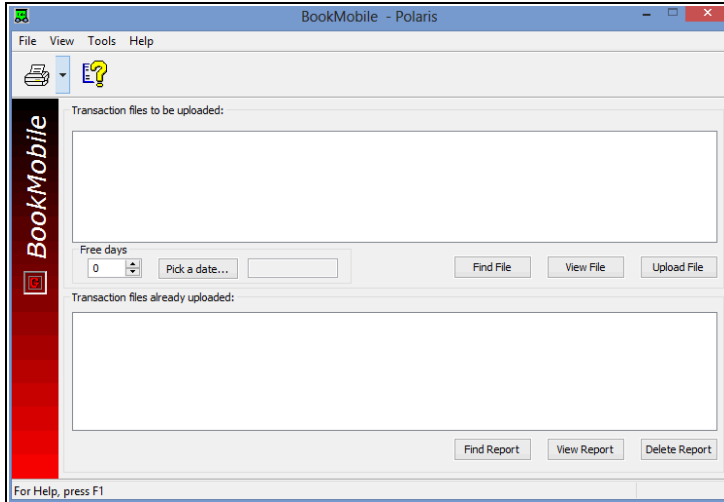 BookMobile - Polaris
File View Tools Help
BookMobile
G
Transaction files to be uploaded:
Free days
0
Pick a date...
Find File
View File
Upload File
Transaction files already uploaded:
Find Report
View Report
Delete Report
For Help, press F1